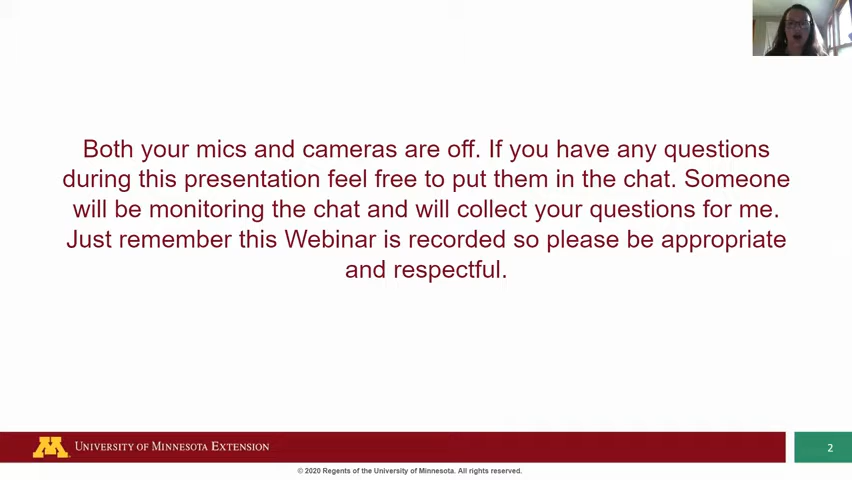 Both your mics and cameras are off. If you have any questions
during this presentation feel free to put them in the chat. Someone
will be monitoring the chat and will collect your questions for me.
Just remember this Webinar is recorded so please be appropriate
and respectful.
M UNIVERSITY OF MINNESOTA EXTENSION
2
© 2020 Regents of the University of Minnesota. All rights reserved.